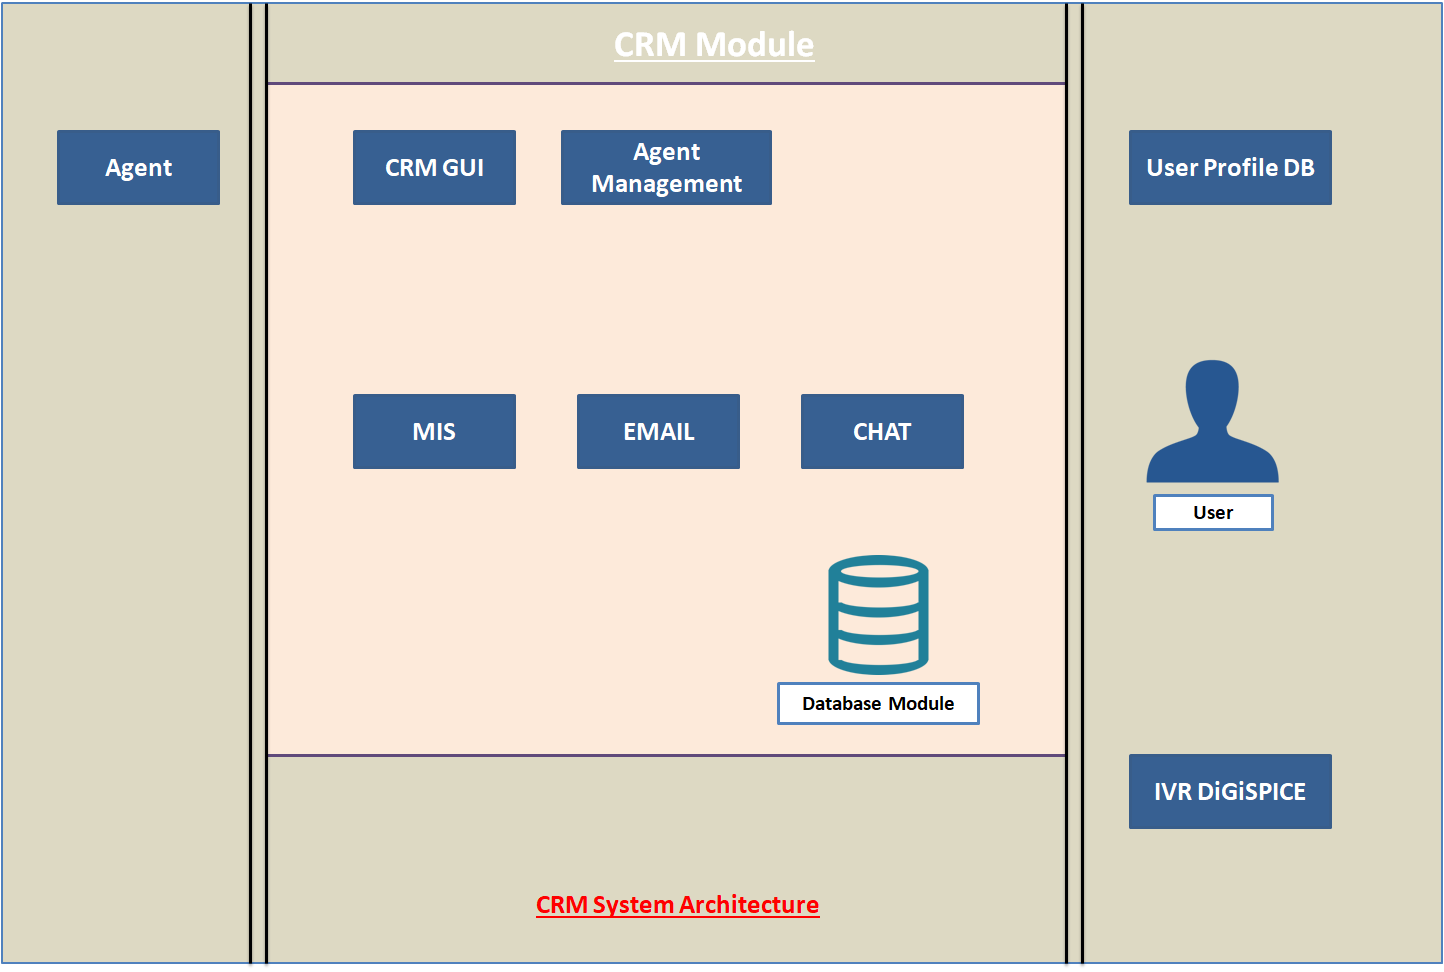 CRM Module
Agent
CRM GUI
Agent
Management
User Profile DB
MIS
EMAIL
CHAT
User
Database Module
IVR DiGiSPICE
CRM System Architecture